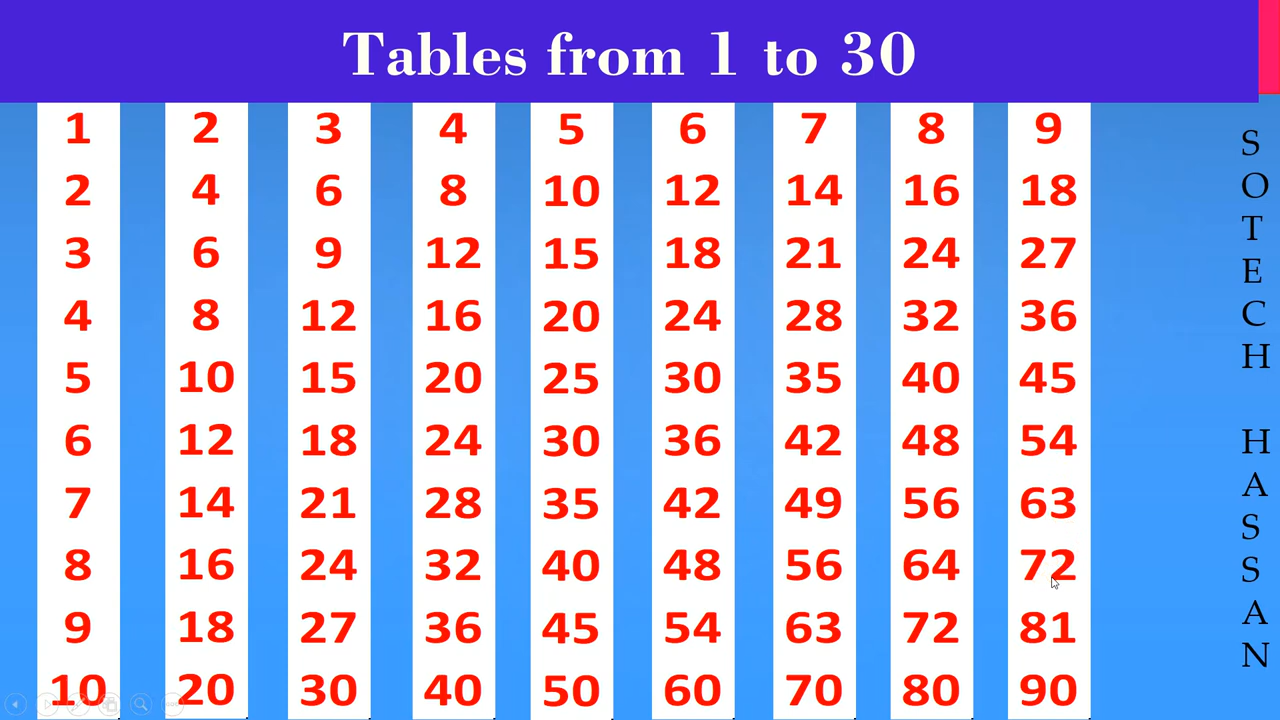 Tables from 1 to 30
1 2 3 4 5 6 7 8 9
2 4 6 8 10 12 14 16 18
3 6 9 12 15 18 21 24 27
4 8 12 16 20 24 28 32 36
5 10 15 20 25 30 35 40 45
6 12 18 24 30 36 42 48 54
7 14 21 28 35 42 49 56 63
8 16 24 32 40 48 56 64 72
9 18 27 36 45 54 63 72 81
10 20 30 40 50 60 70 80 90
SOTECH HASSAN